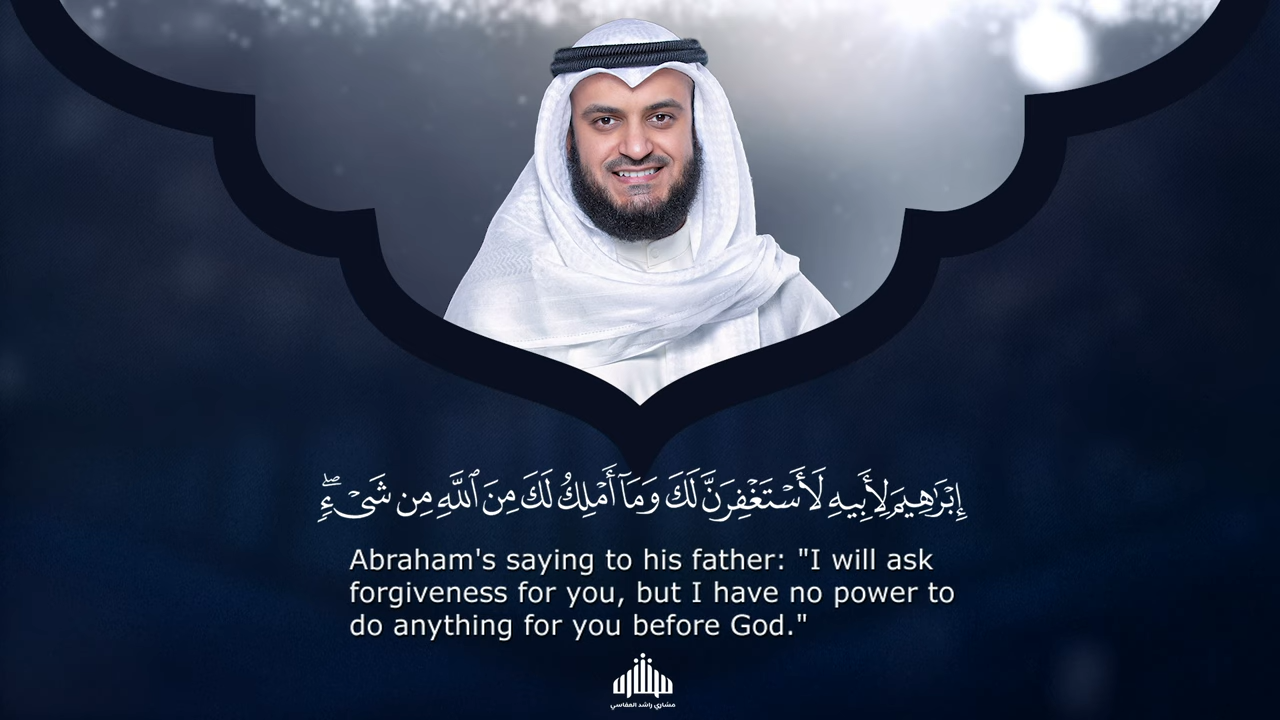 إِبْرَٰهِيمَ لِأَبِيهِ لَأَسْتَغْفِرَنَّ لَكَ وَمَآ أَمْلِكُ لَكَ مِنَ ٱللَّهِ مِن شَىْءٍۢ ۖ
Abraham's saying to his father: "I will ask
forgiveness for you, but I have no power to
do anything for you before God."
مشاري راشد العفاسي